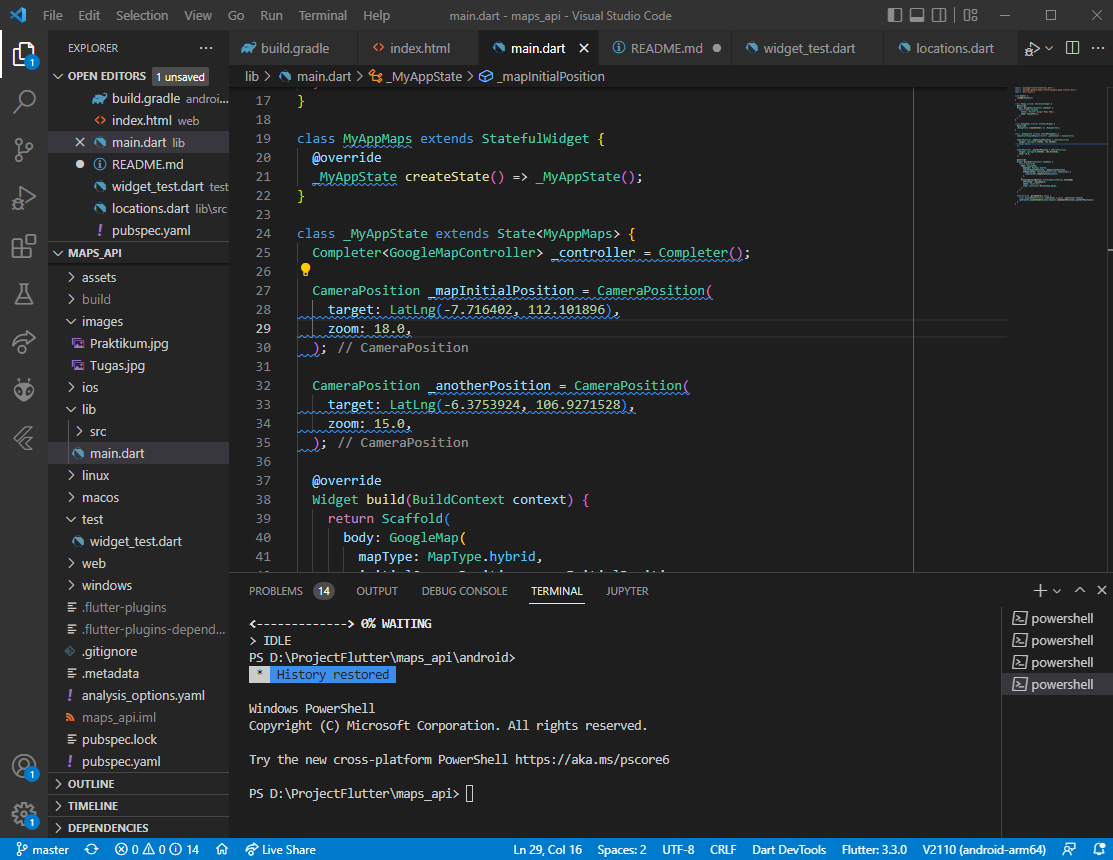 File Edit Selection View Go Run Terminal Help main.dart - maps_api - Visual Studio Code
EXPLORER
OPEN EDITORS 1 unsaved
build.gradle androi...
index.html web
main.dart lib
README.md
widget_test.dart test
locations.dart lib\src
pubspec.yaml
MAPS_API
assets
build
images
Praktikum.jpg
Tugas.jpg
ios
lib
src
main.dart
linux
macos
test
widget_test.dart
web
windows
.flutter-plugins
.flutter-plugins-depend...
.gitignore
.metadata
analysis_options.yaml
maps_api.iml
pubspec.lock
pubspec.yaml
OUTLINE
TIMELINE
DEPENDENCIES
1
1
1
build.gradle index.html main.dart README.md widget_test.dart locations.dart
lib > main.dart > _MyAppState > _mapInitialPosition
17 }
18
19 class MyAppMaps extends StatefulWidget {
20 @override
21 _MyAppState createState() => _MyAppState();
22 }
23
24 class _MyAppState extends State<MyAppMaps> {
25 Completer<GoogleMapController> _controller = Completer();
26
27 CameraPosition _mapInitialPosition = CameraPosition(
28 target: LatLng(-7.716402, 112.101896),
29 zoom: 18.0,
30 ); // CameraPosition
31
32 CameraPosition _anotherPosition = CameraPosition(
33 target: LatLng(-6.3753924, 106.9271528),
34 zoom: 15.0,
35 ); // CameraPosition
36
37 @override
38 Widget build(BuildContext context) {
39 return Scaffold(
40 body: GoogleMap(
41 mapType: MapType.hybrid,
PROBLEMS 14 OUTPUT DEBUG CONSOLE TERMINAL JUPYTER
<-------------> 0% WAITING
> IDLE
PS D:\ProjectFlutter\maps_api\android>
* History restored
Windows PowerShell
Copyright (C) Microsoft Corporation. All rights reserved.
Try the new cross-platform PowerShell https://aka.ms/pscore6
PS D:\ProjectFlutter\maps_api>
powershell
powershell
powershell
powershell
master 0 0 14 Live Share Ln 29, Col 16 Spaces: 2 UTF-8 CRLF Dart DevTools Flutter: 3.3.0 V2110 (android-arm64)